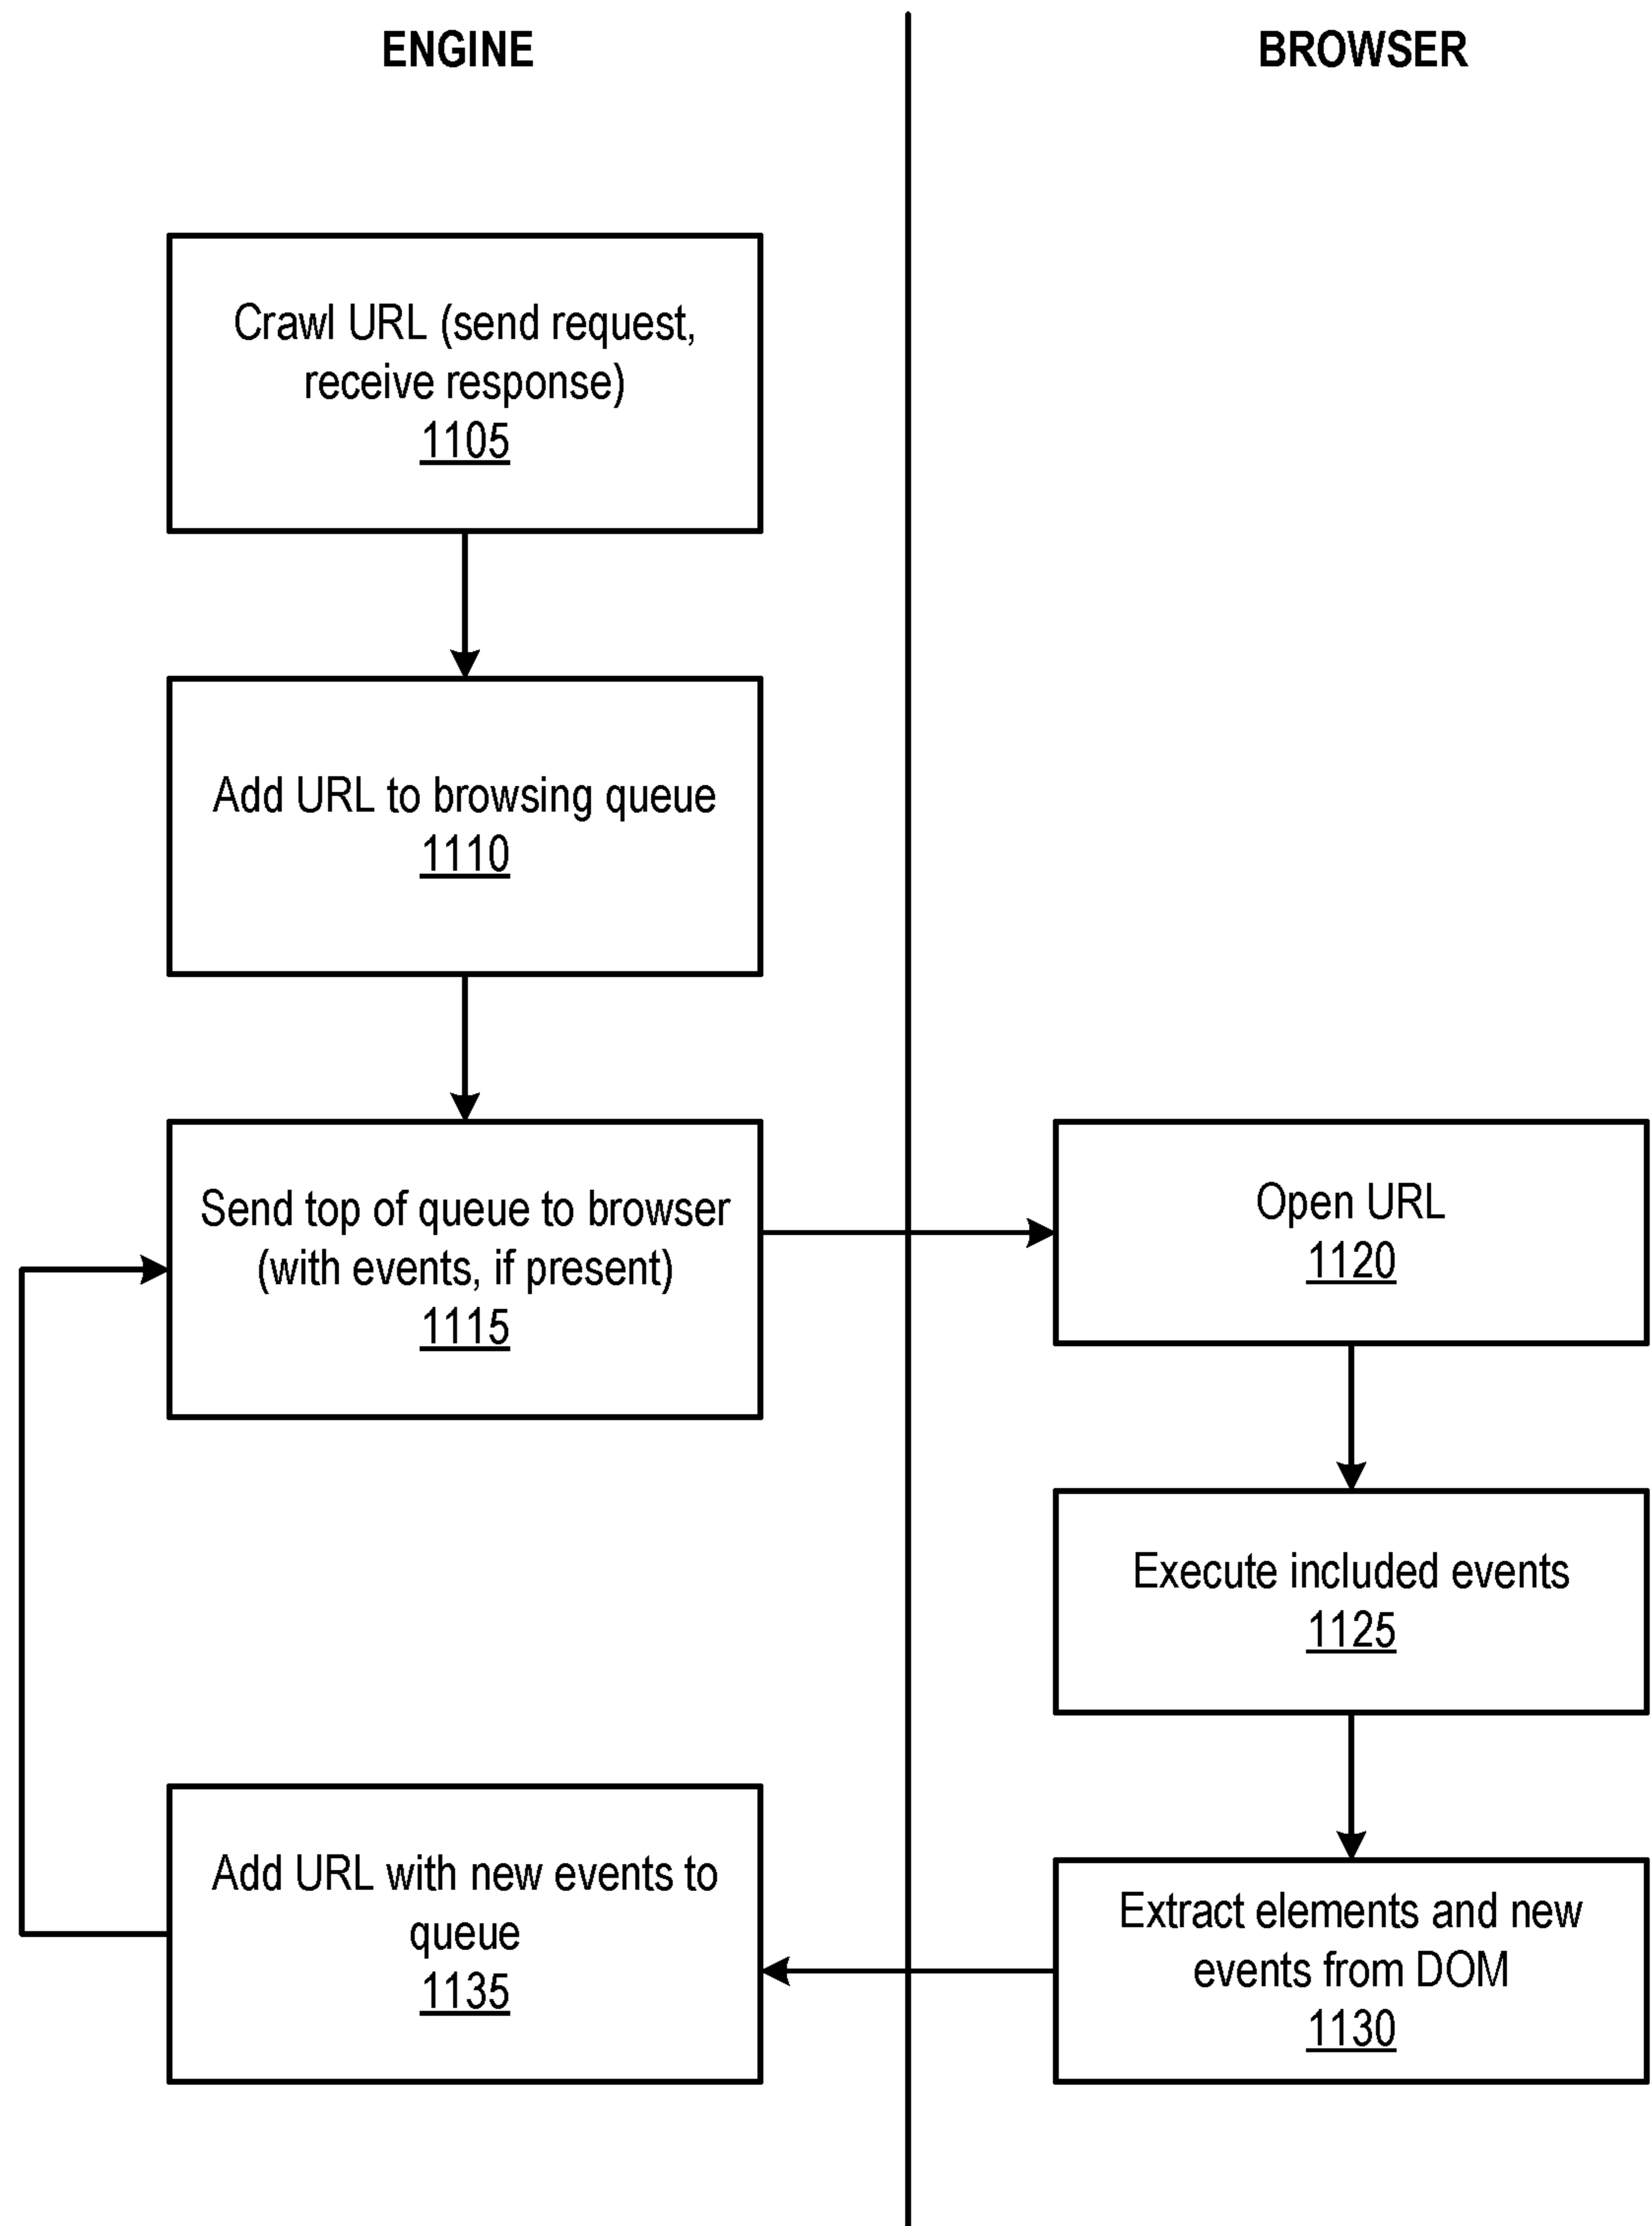 ENGINE
BROWSER
Crawl URL (send request,
receive response)
1105
Add URL to browsing queue
1110
Send top of queue to browser
(with events, if present)
1115
Open URL
1120
Execute included events
1125
Extract elements and new
events from DOM
1130
Add URL with new events to
queue
1135